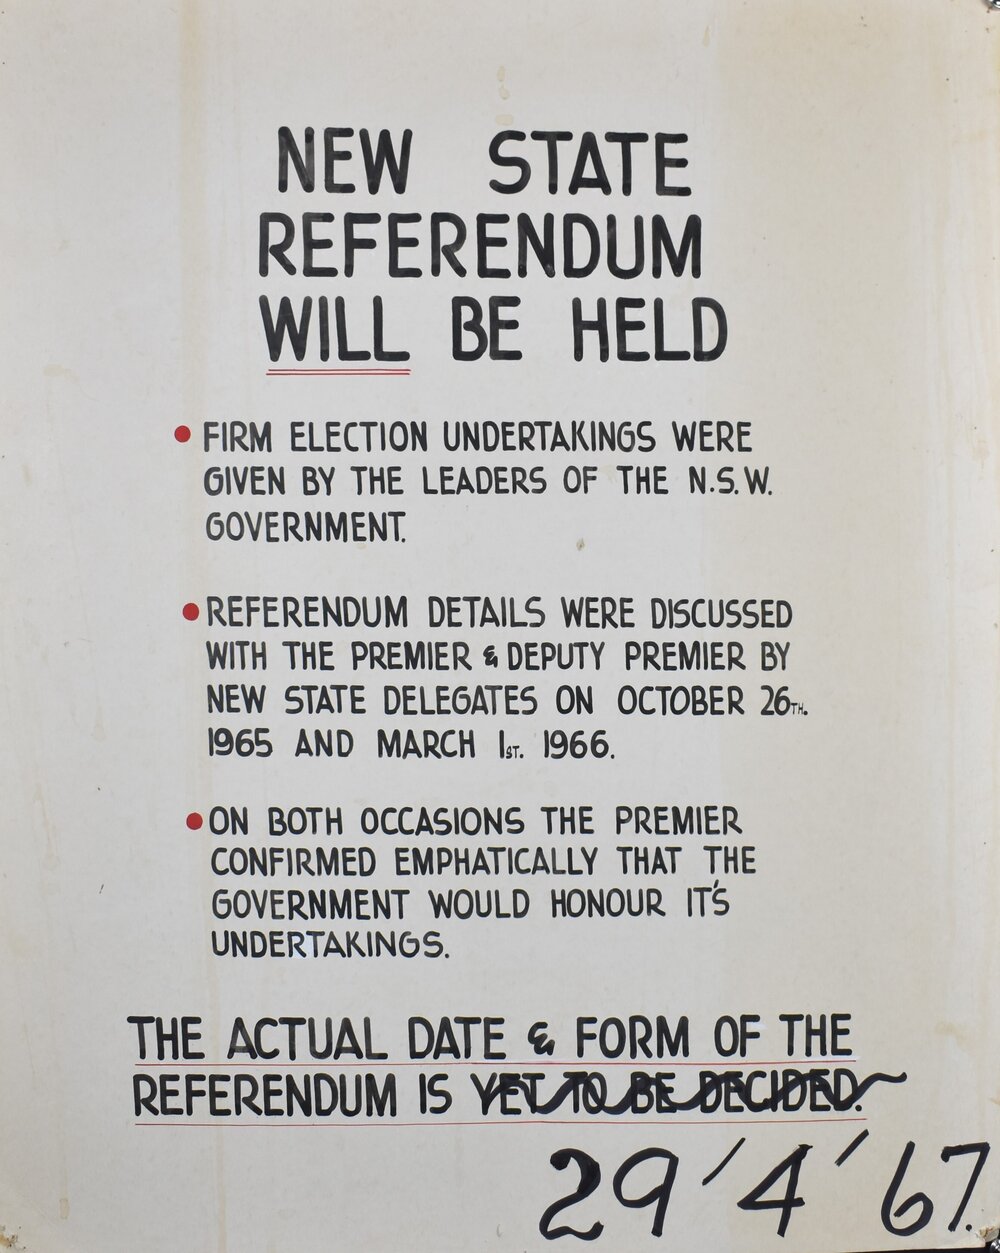 NEW STATE
REFERENDUM
WILL BE HELD
• FIRM ELECTION UNDERTAKINGS WERE
GIVEN BY THE LEADERS OF THE N.S.W.
GOVERNMENT.
• REFERENDUM DETAILS WERE DISCUSSED
WITH THE PREMIER & DEPUTY PREMIER BY
NEW STATE DELEGATES ON OCTOBER 26TH.
1965 AND MARCH 1ST. 1966.
• ON BOTH OCCASIONS THE PREMIER
CONFIRMED EMPHATICALLY THAT THE
GOVERNMENT WOULD HONOUR IT'S
UNDERTAKINGS.
THE ACTUAL DATE & FORM OF THE
REFERENDUM IS YET TO BE DECIDED.
29'4'67.